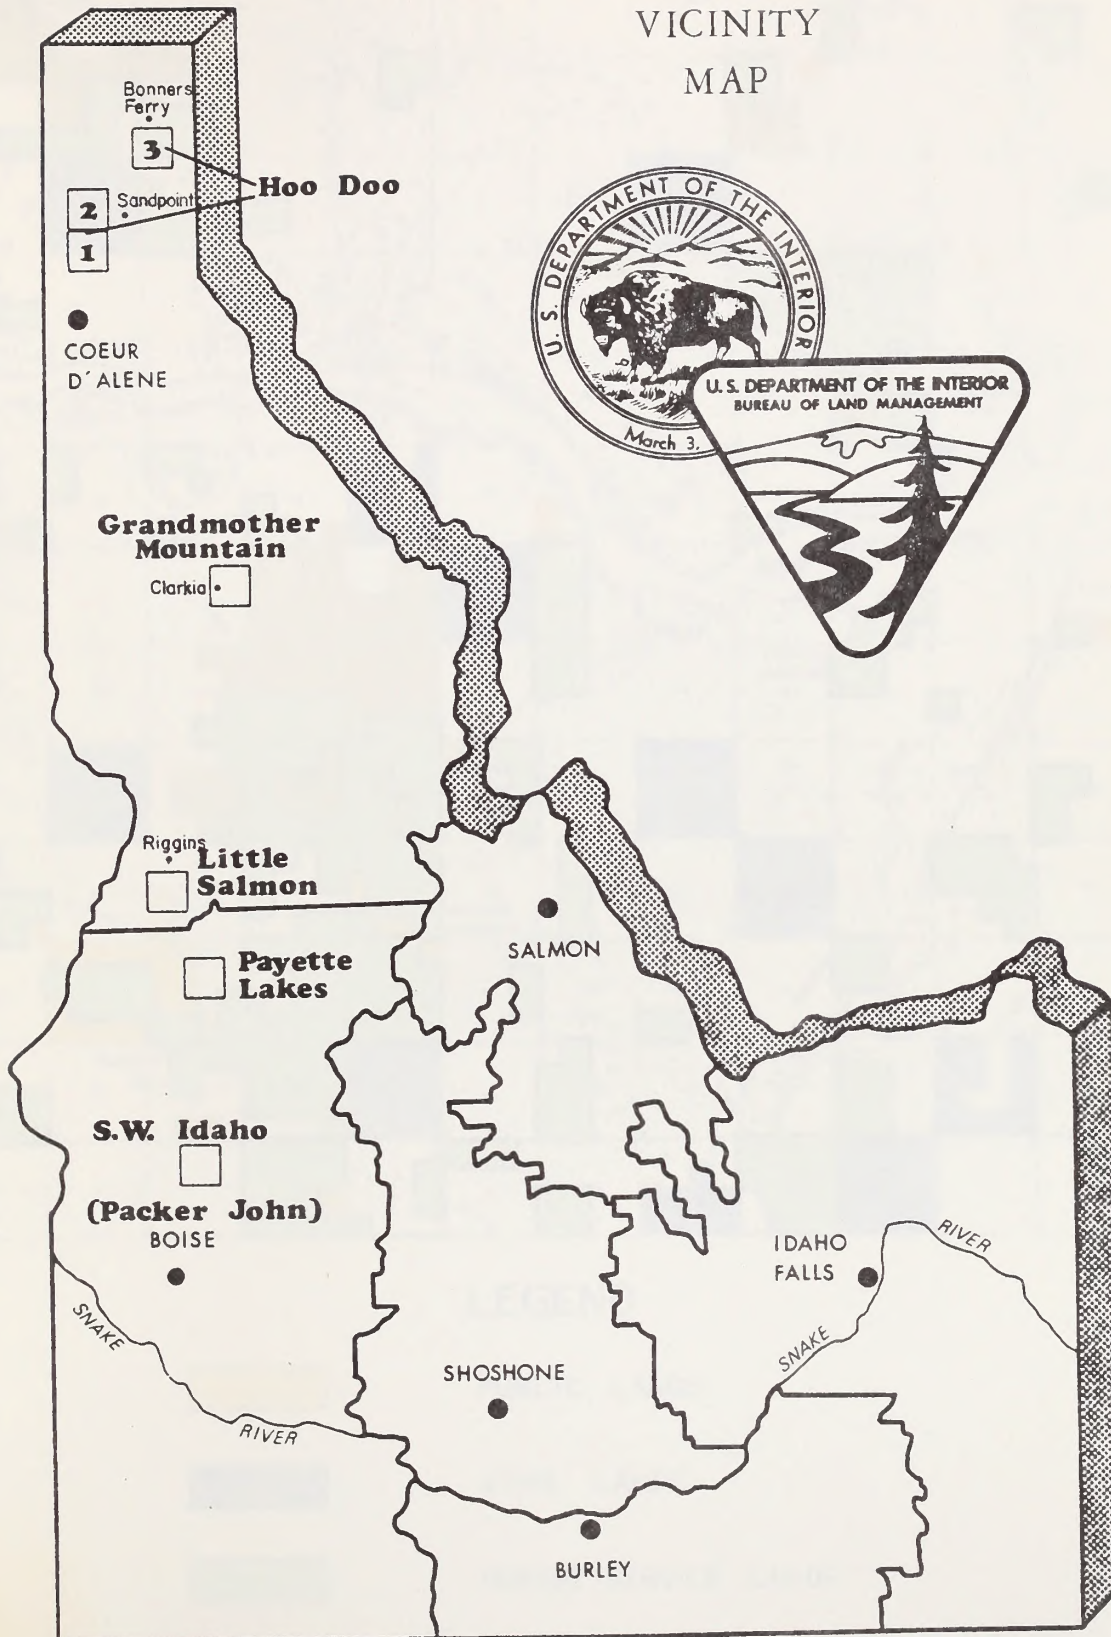 VICINITY
MAP
Bonners
Ferry
3
Hoo Doo
2
Sandpoint
1
COEUR
D'ALENE
U. S. DEPARTMENT OF THE INTERIOR
March 3,
U. S. DEPARTMENT OF THE INTERIOR
BUREAU OF LAND MANAGEMENT
Grandmother
Mountain
Clarkia
Riggins
Little
Salmon
SALMON
Payette
Lakes
S.W. Idaho
(Packer John)
BOISE
IDAHO
FALLS
RIVER
SNAKE
SNAKE
RIVER
SHOSHONE
BURLEY
LEGEND